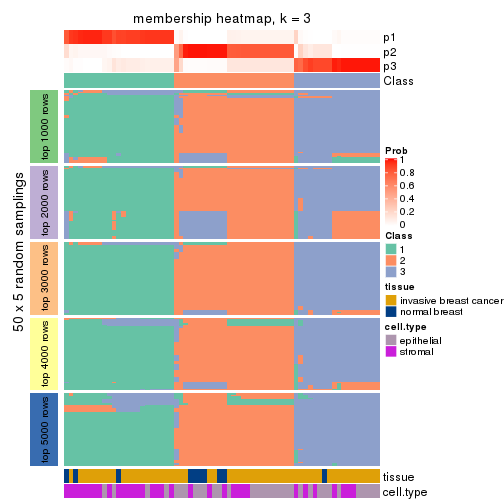 membership heatmap, k = 3
p1
p2
p3
Class
50 x 5 random samplings
top 1000 rows
top 2000 rows
top 3000 rows
top 4000 rows
top 5000 rows
Prob
1
0.8
0.6
0.4
0.2
0
Class
1
2
3
tissue
invasive breast cancer
normal breast
cell.type
epithelial
stromal
tissue
cell.type